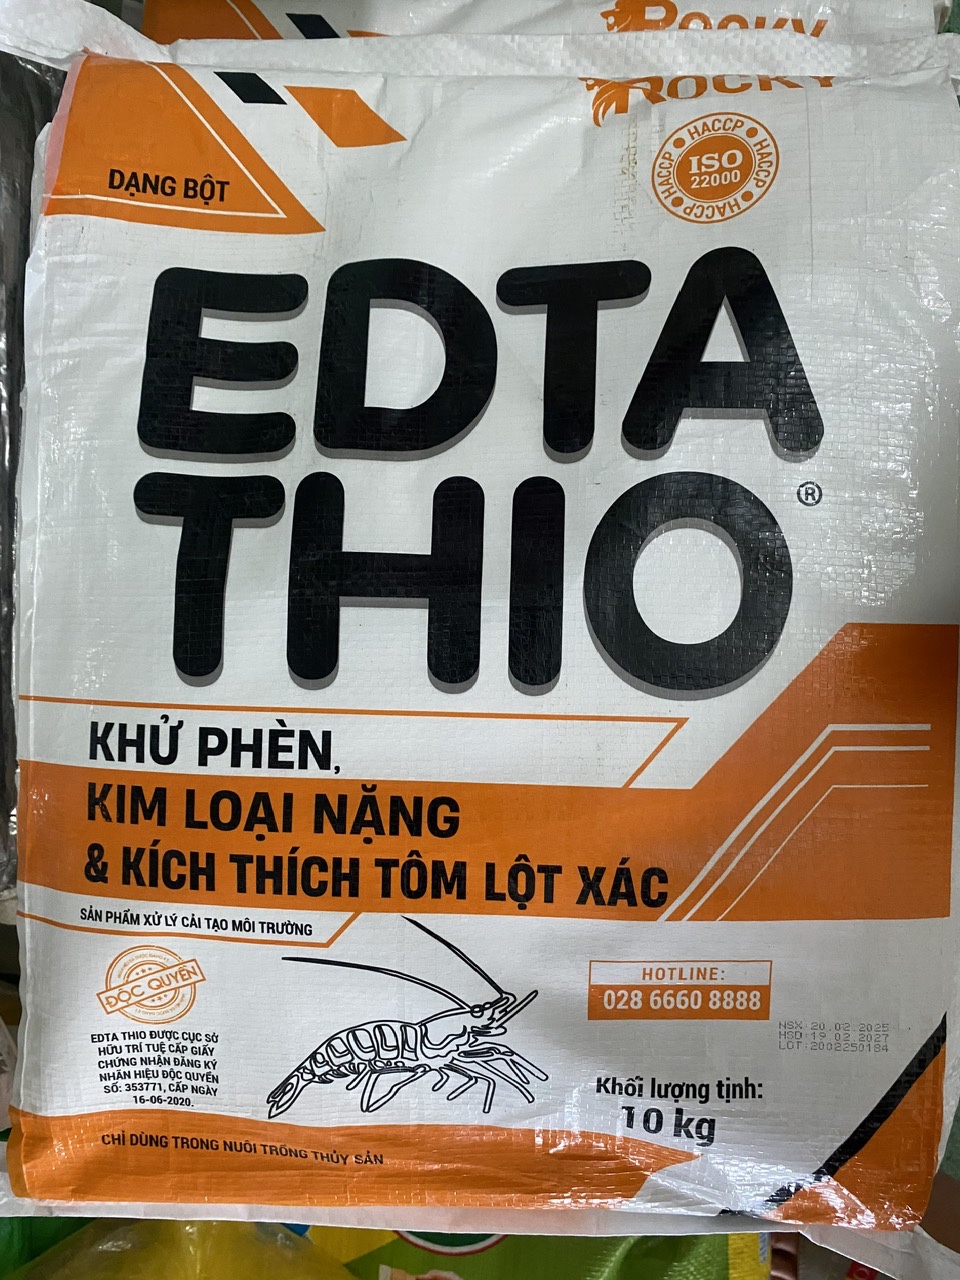 ROCKY
ROCKY
DẠNG BỘT
HACCP HACCP HACCP HACCP
ISO
22000
EDTA
THIO®
KHỬ PHÈN,
KIM LOẠI NẶNG
& KÍCH THÍCH TÔM LỘT XÁC
SẢN PHẨM XỬ LÝ CẢI TẠO MÔI TRƯỜNG
ĐỘC QUYỀN
EDTA THIO ĐƯỢC CỤC SỞ
HỮU TRÍ TUỆ CẤP GIẤY
CHỨNG NHẬN ĐĂNG KÝ
NHÃN HIỆU ĐỘC QUYỀN
SỐ: 353771, CẤP NGÀY
16-06-2020.
HOTLINE:
028 6660 8888
NSX: 20.02.2025
HSD: 19.02.2027
LOT: 2002250184
Khối lượng tịnh:
10 kg
CHỈ DÙNG TRONG NUÔI TRỒNG THỦY SẢN